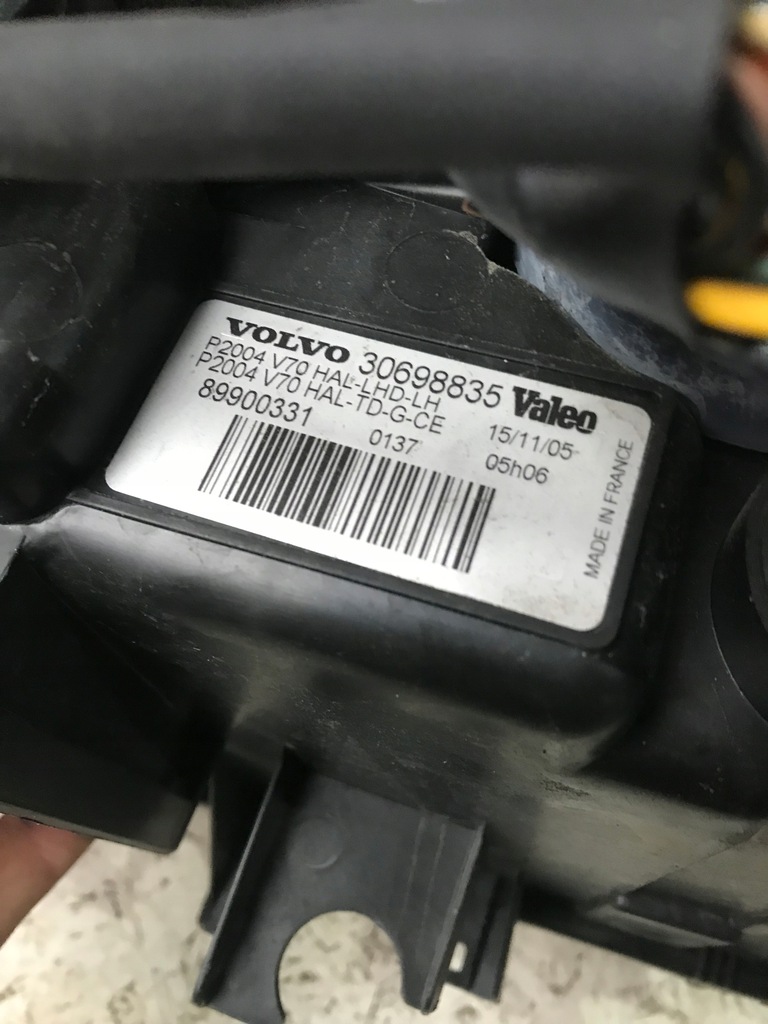 VOLVO 30698835 Valeo
P2004 V70 HAL-LHD-LH
P2004 V70 HAL-TD-G-CE
89900331
0137
15/11/05
05h06
MADE IN FRANCE